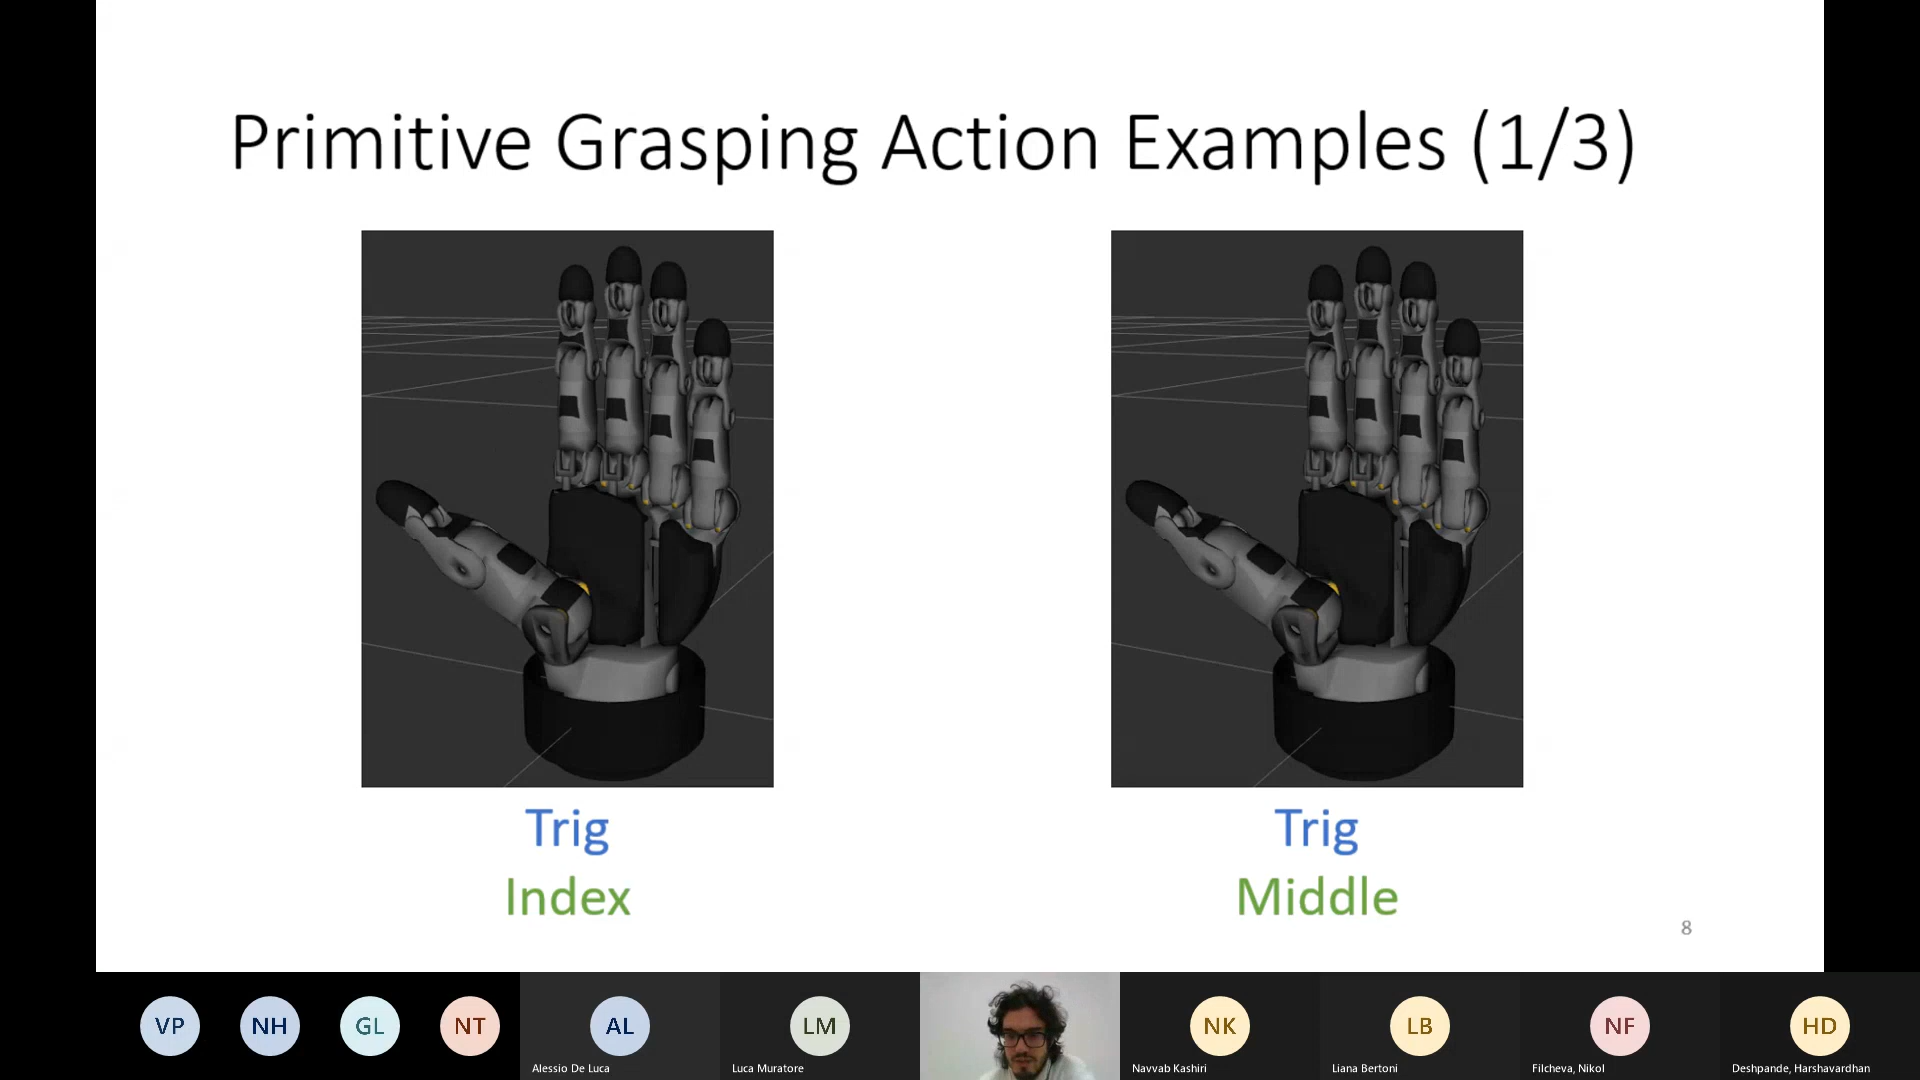 Primitive Grasping Action Examples (1/3)
Trig
Index
Trig
Middle
8
VP
NH
GL
NT
AL
Alessio De Luca
LM
Luca Muratore
NK
Navvab Kashiri
LB
Liana Bertoni
NF
Filcheva, Nikol
HD
Deshpande, Harshavardhan